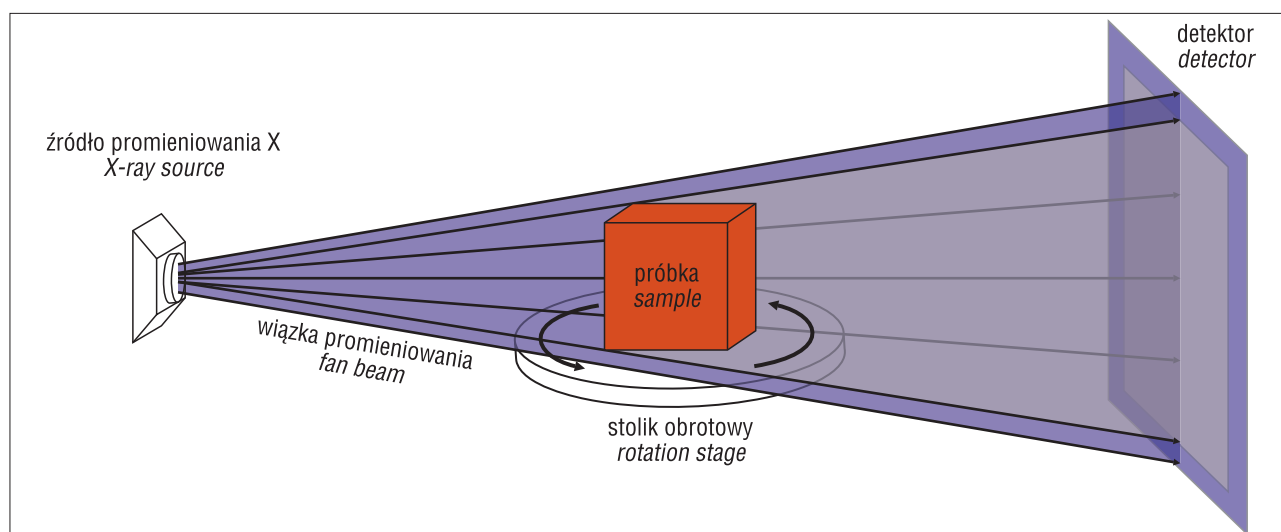 źródło promieniowania X
X-ray source
wiązka promieniowania
fan beam
próbka
sample
stolik obrotowy
rotation stage
detektor
detector